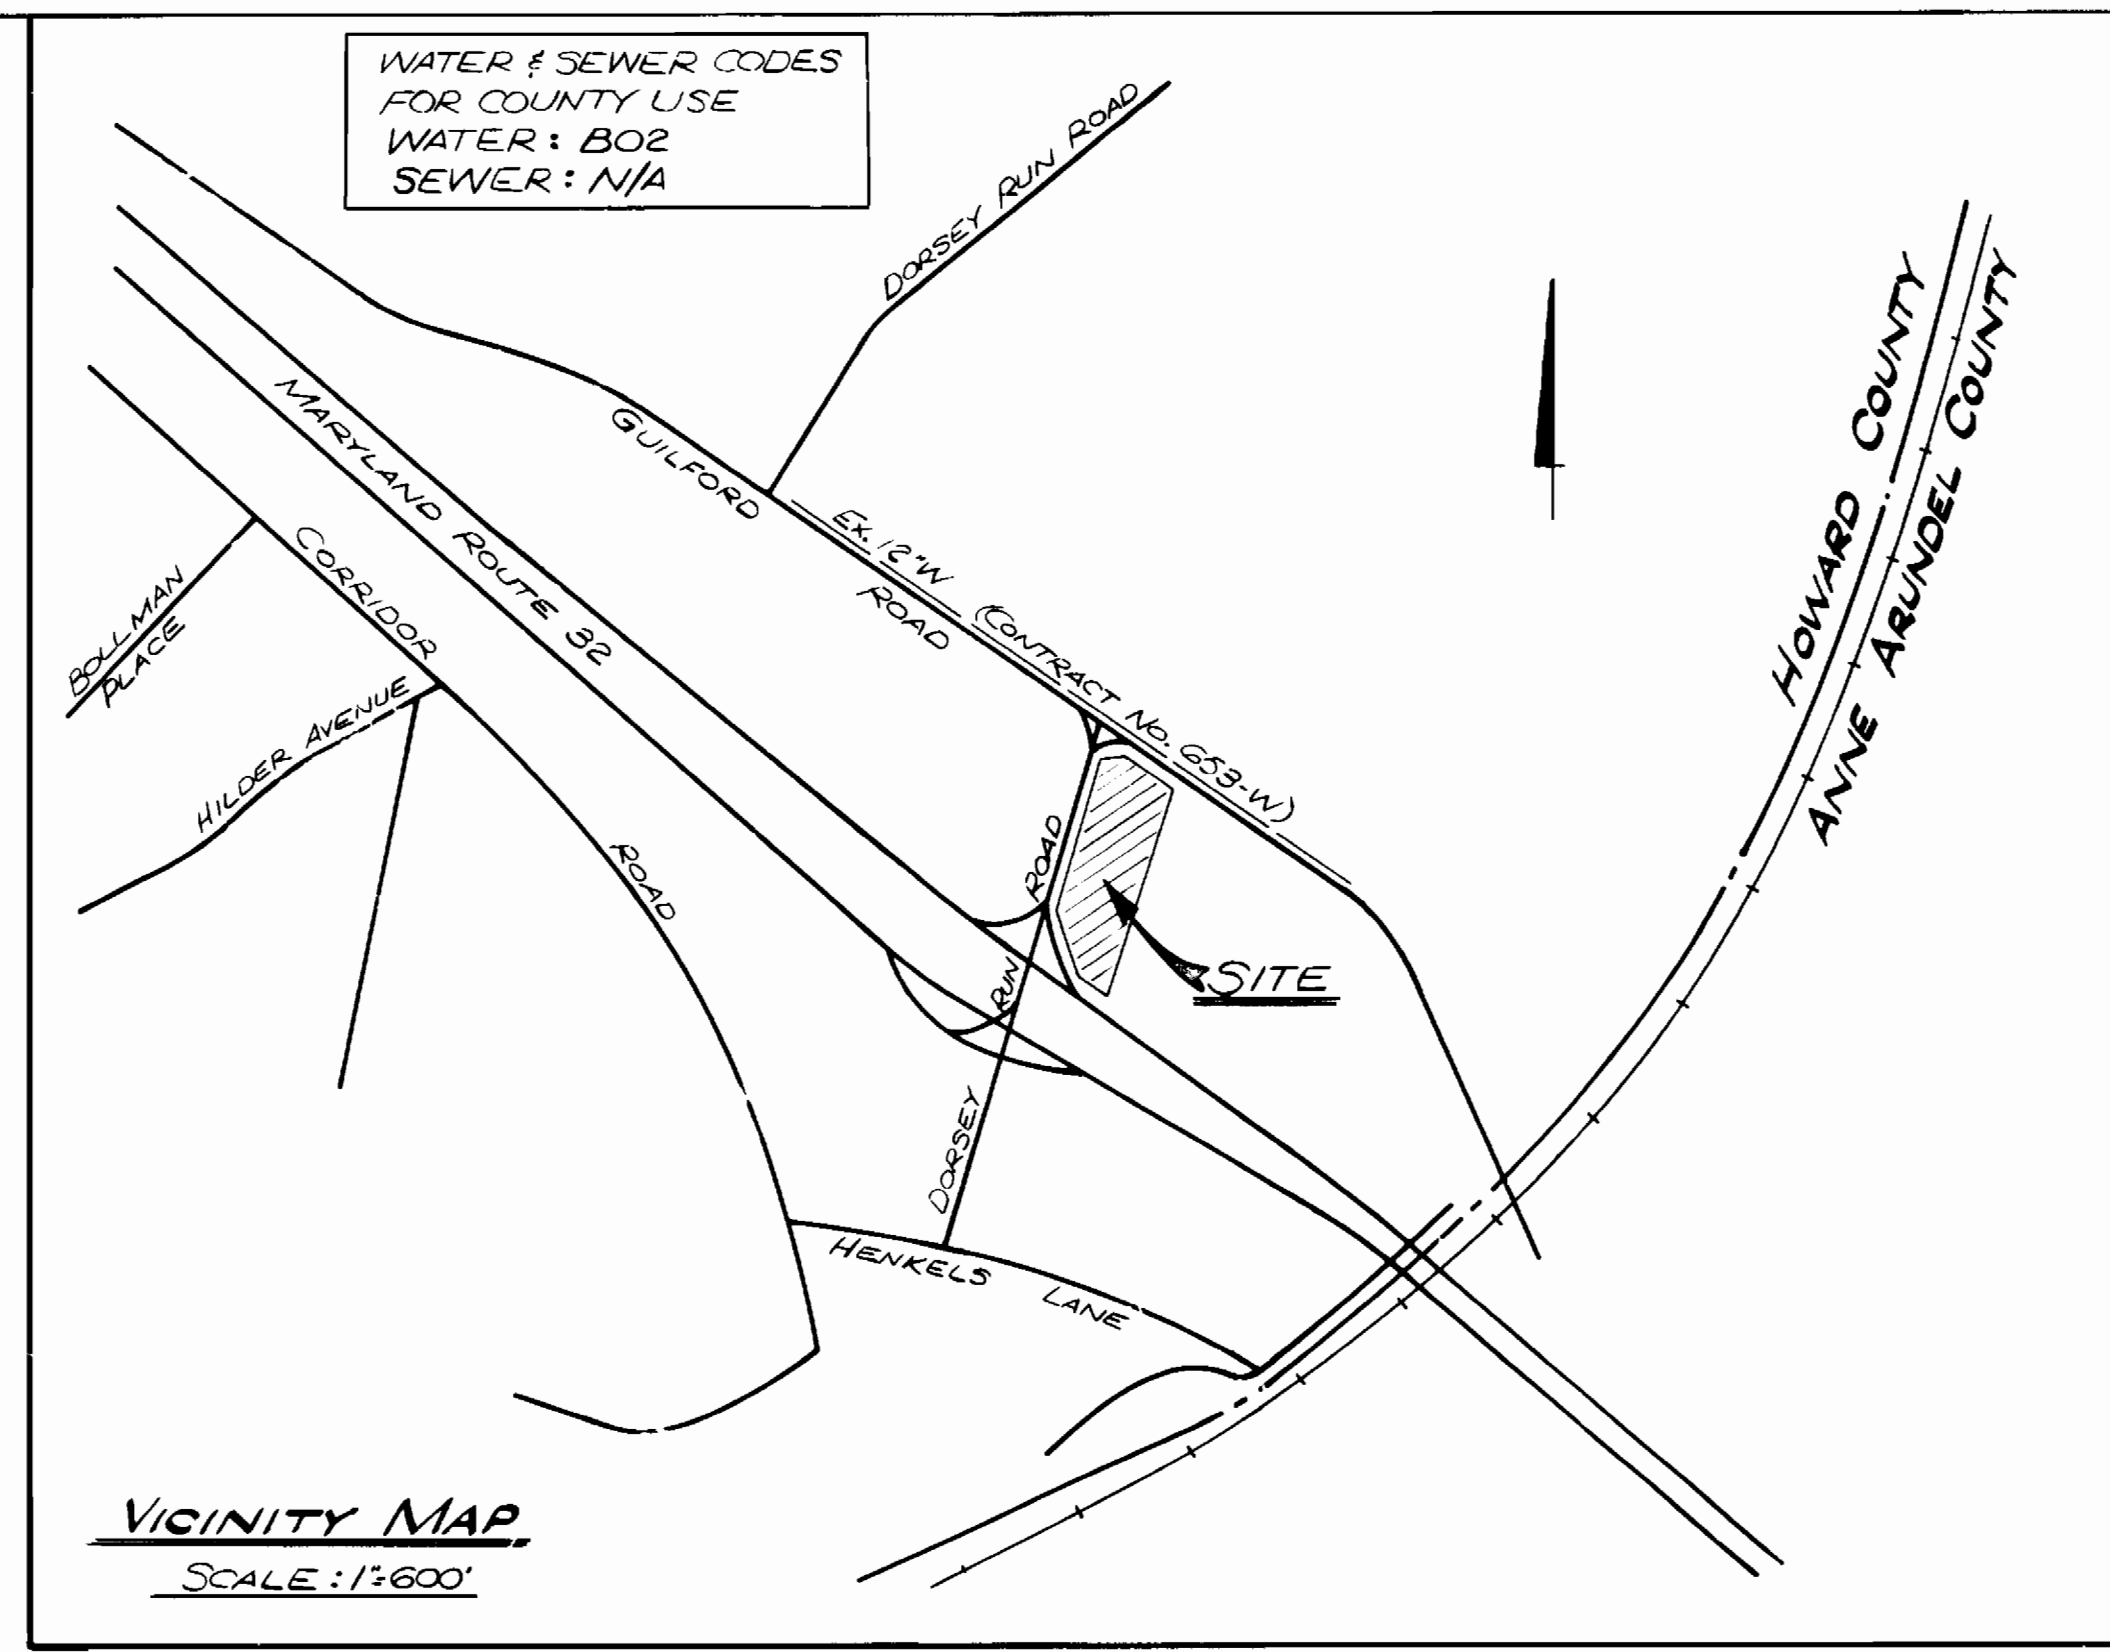 WATER & SEWER CODES
FOR COUNTY USE
WATER: B02
SEWER: N/A
DORSEY RUN ROAD
HOWARD COUNTY
ANNE ARUNDEL COUNTY
MARYLAND ROUTE 32
GUILFORD ROAD
EX. 12"W (CONTRACT NO. 653-W)
CORRIDOR ROAD
BOLLMAN
PLACE
HILDER AVENUE
DORSEY RUN ROAD
SITE
HENKELS LANE
VICINITY MAP
SCALE: 1"=600'